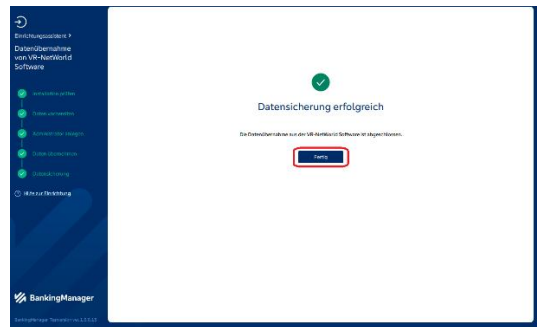 Einrichtungsassistent >
Datenübernahme
von VR-NetWorld
Software
Datensicherung
Hilfe zur Einrichtung
BankingManager
Datensicherung erfolgreich
Die Datenübernahme aus der VR-NetWorld Software ist abgeschlossen.
Fertig